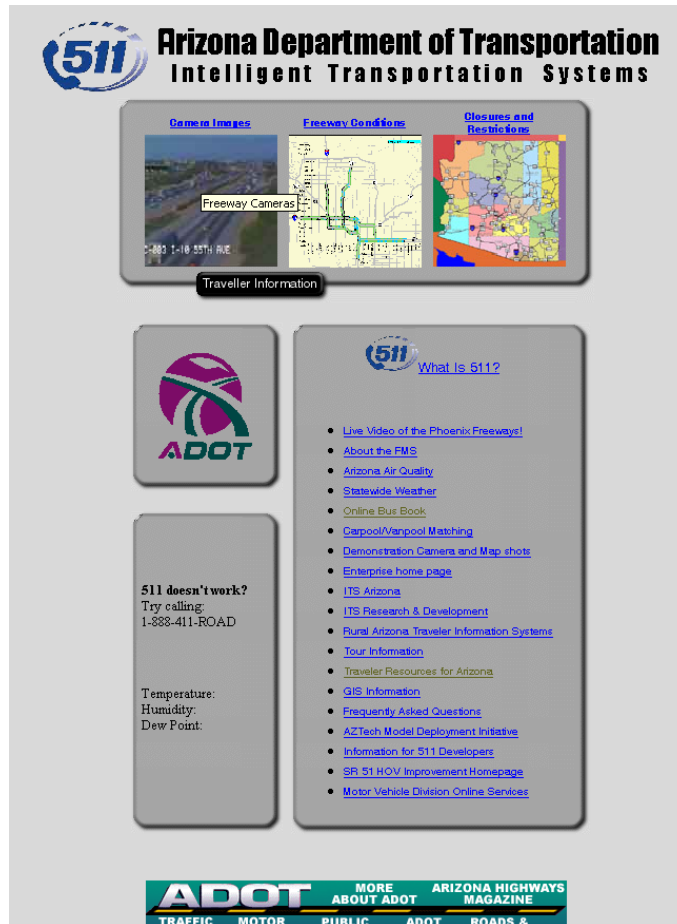 511
Arizona Department of Transportation
Intelligent Transportation Systems
Camera Images
Freeway Conditions
Closures and
Restrictions
Freeway Cameras
C-083 I-10 55TH AVE
Traveller Information
ADOT
511
What Is 511?
Live Video of the Phoenix Freeways!
About the FMS
Arizona Air Quality
Statewide Weather
Online Bus Book
Carpool/Vanpool Matching
Demonstration Camera and Map shots
Enterprise home page
ITS Arizona
ITS Research & Development
Rural Arizona Traveler Information Systems
Tour Information
Traveler Resources for Arizona
GIS Information
Frequently Asked Questions
AZTech Model Deployment Initiative
Information for 511 Developers
SR 51 HOV Improvement Homepage
Motor Vehicle Division Online Services
511 doesn't work?
Try calling:
1-888-411-ROAD
Temperature:
Humidity:
Dew Point:
ADOT
MORE
ABOUT ADOT
ARIZONA HIGHWAYS
MAGAZINE
TRAFFIC MOTOR PUBLIC ADOT ROADS &